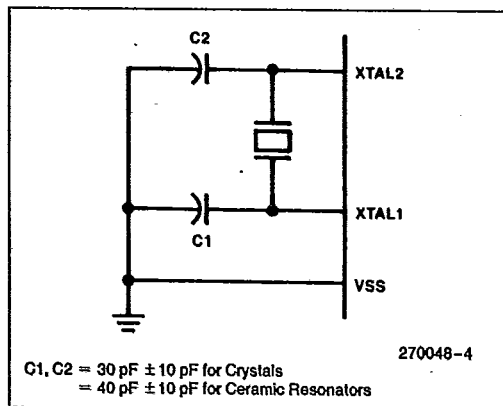 C2
XTAL2
XTAL1
C1
VSS
270048-4
C1, C2 = 30 pF ±10 pF for Crystals
= 40 pF ±10 pF for Ceramic Resonators